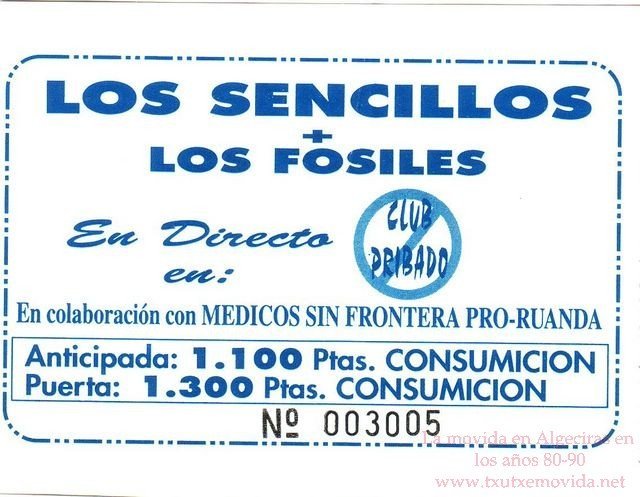 LOS SENCILLOS
+
LOS FOSILES
En Directo
en:
CLUB
PRIBADO
En colaboración con MEDICOS SIN FRONTERA PRO-RUANDA
Anticipada: 1.100 Ptas. CONSUMICION
Puerta: 1.300 Ptas. CONSUMICION
Nº 003005
La movida en Algeciras en
los años 80-90
www.txutxemovida.net